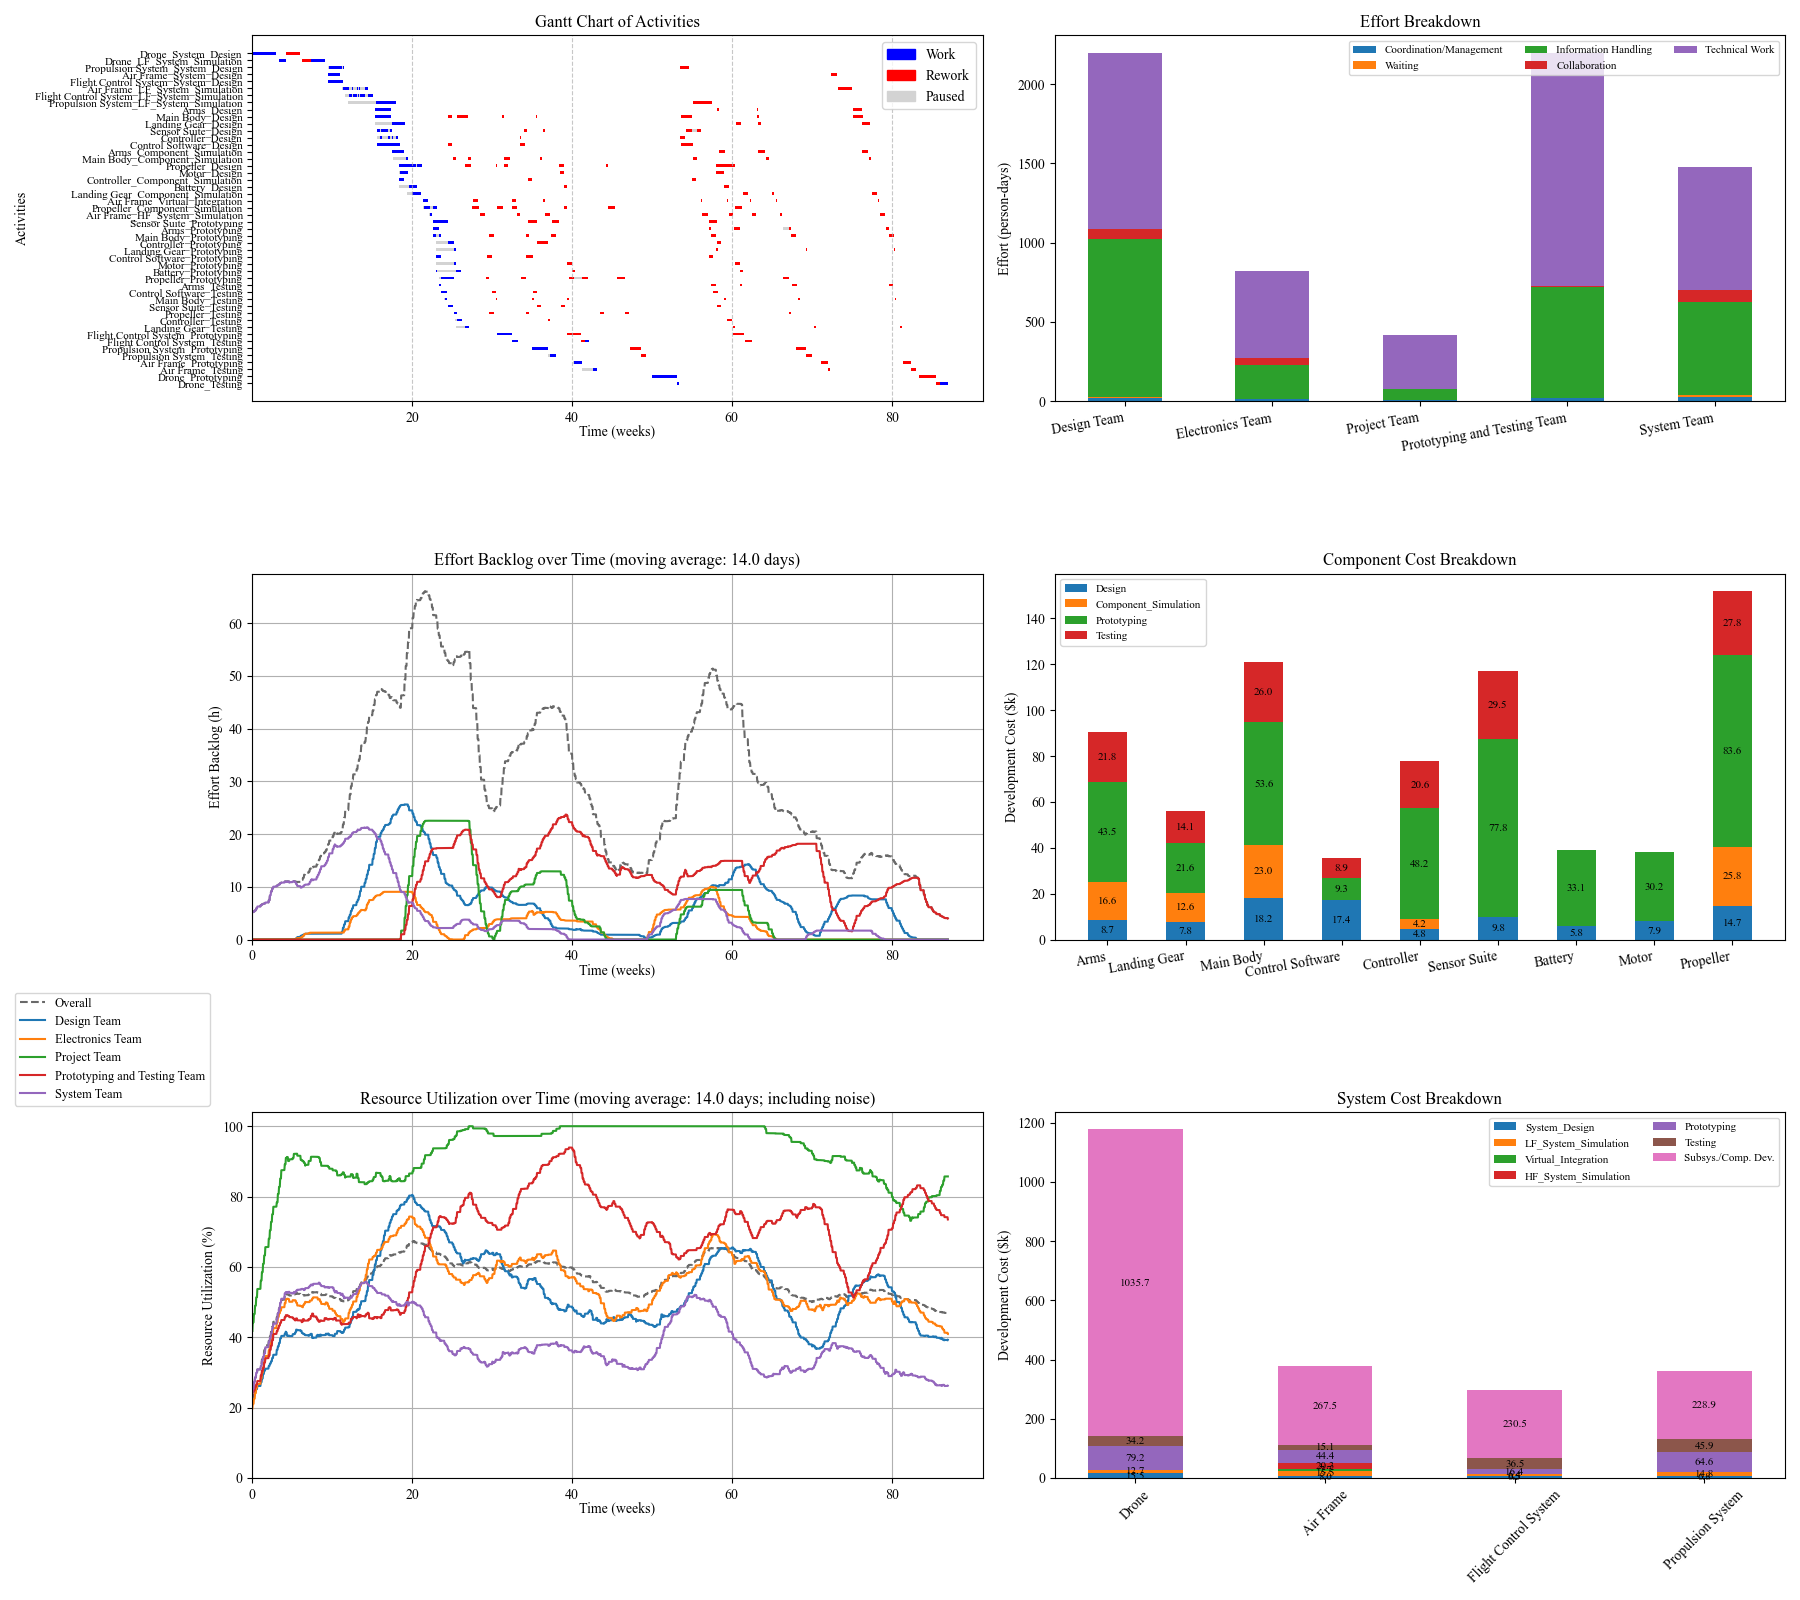 Gantt Chart of Activities
Activities
Drone_System_Design
Drone_LF_System_Simulation
Propulsion System_System_Design
Air Frame_System_Design
Flight Control System_System_Design
Air Frame_LF_System_Simulation
Flight Control System_LF_System_Simulation
Propulsion System_LF_System_Simulation
Arms_Design
Main Body_Design
Landing Gear_Design
Sensor Suite_Design
Controller_Design
Control Software_Design
Arms_Component_Simulation
Main Body_Component_Simulation
Propeller_Design
Motor_Design
Controller_Component_Simulation
Battery_Design
Landing Gear_Component_Simulation
Air Frame_Virtual_Integration
Propeller_Component_Simulation
Air Frame_HF_System_Simulation
Sensor Suite_Prototyping
Arms_Prototyping
Main Body_Prototyping
Controller_Prototyping
Landing Gear_Prototyping
Control Software_Prototyping
Motor_Prototyping
Battery_Prototyping
Propeller_Prototyping
Arms_Testing
Control Software_Testing
Main Body_Testing
Sensor Suite_Testing
Propeller_Testing
Controller_Testing
Landing Gear_Testing
Flight Control System_Prototyping
Flight Control System_Testing
Propulsion System_Prototyping
Propulsion System_Testing
Air Frame_Prototyping
Air Frame_Testing
Drone_Prototyping
Drone_Testing
Work
Rework
Paused
20 40 60 80
Time (weeks)
Effort Breakdown
Effort (person-days)
2000
1500
1000
500
0
Coordination/Management
Waiting
Information Handling
Collaboration
Technical Work
Design Team
Electronics Team
Project Team
Prototyping and Testing Team
System Team
Effort Backlog over Time (moving average: 14.0 days)
Effort Backlog (h)
60
50
40
30
20
10
0
0 20 40 60 80
Time (weeks)
Component Cost Breakdown
Development Cost ($k)
140
120
100
80
60
40
20
0
Design
Component_Simulation
Prototyping
Testing
21.8
43.5
16.6
8.7
14.1
21.6
12.6
7.8
26.0
53.6
23.0
18.2
8.9
9.3
17.4
20.6
48.2
4.2
4.8
29.5
77.8
9.8
33.1
5.8
30.2
7.9
27.8
83.6
25.8
14.7
Arms
Landing Gear
Main Body
Control Software
Controller
Sensor Suite
Battery
Motor
Propeller
Overall
Design Team
Electronics Team
Project Team
Prototyping and Testing Team
System Team
Resource Utilization over Time (moving average: 14.0 days; including noise)
Resource Utilization (%)
100
80
60
40
20
0
0 20 40 60 80
Time (weeks)
System Cost Breakdown
Development Cost ($k)
1200
1000
800
600
400
200
0
System_Design
LF_System_Simulation
Virtual_Integration
HF_System_Simulation
Prototyping
Testing
Subsys./Comp. Dev.
1035.7
34.2
79.2
12.7
267.5
15.1
44.4
230.5
36.5
228.9
45.9
64.6
14.8
Drone
Air Frame
Flight Control System
Propulsion System